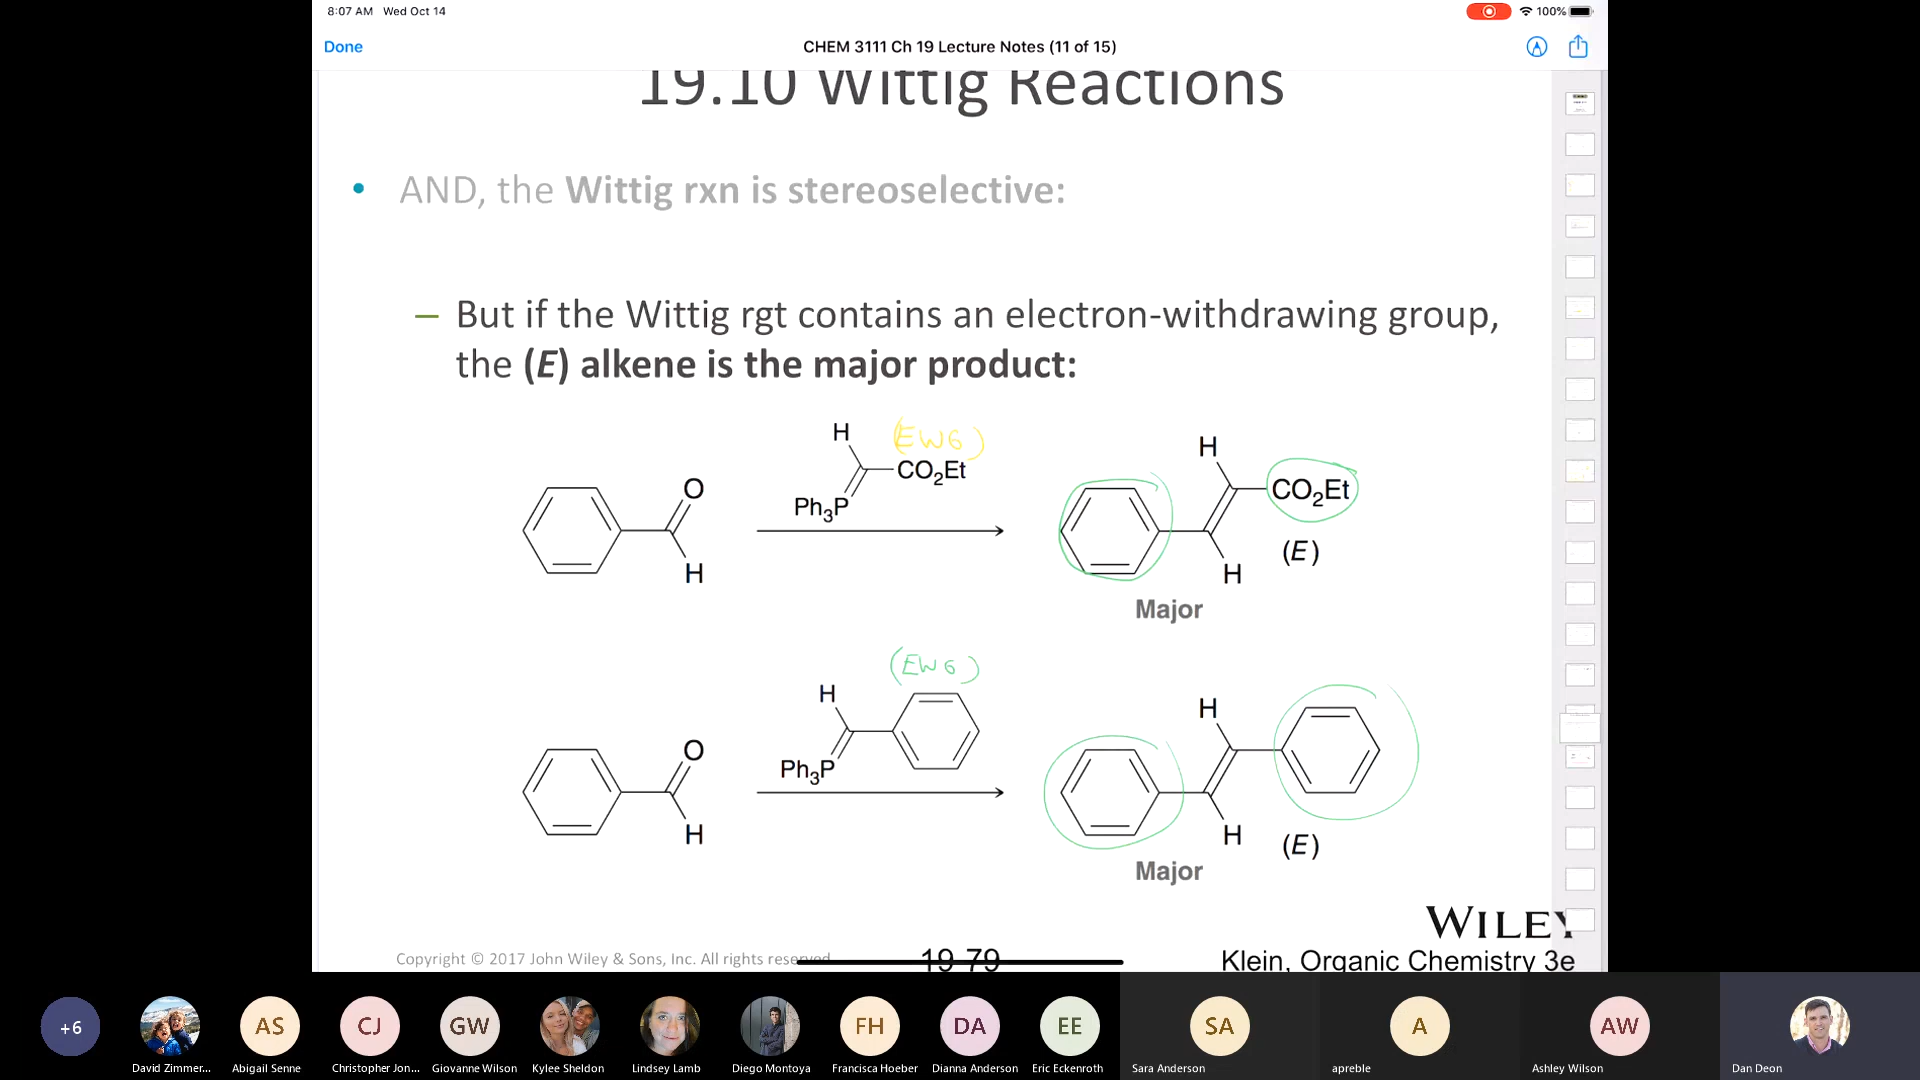 8:07 AM Wed Oct 14
100%
Done
CHEM 3111 Ch 19 Lecture Notes (11 of 15)
19.10 Wittig Reactions
• AND, the Wittig rxn is stereoselective:
– But if the Wittig rgt contains an electron-withdrawing group,
the (E) alkene is the major product:
H
(EWG)
CO2Et
Ph3P
O
H
H
CO2Et
(E)
H
Major
(EWG)
H
Ph3P
O
H
H
H
(E)
Major
WILEY
Copyright © 2017 John Wiley & Sons, Inc. All rights reserved.
19-79
Klein, Organic Chemistry 3e
+6
AS
CJ
GW
FH
DA
EE
SA
A
AW
David Zimmer...
Abigail Senne
Christopher Jon...
Giovanne Wilson
Kylee Sheldon
Lindsey Lamb
Diego Montoya
Francisca Hoeber
Dianna Anderson
Eric Eckenroth
Sara Anderson
apreble
Ashley Wilson
Dan Deon